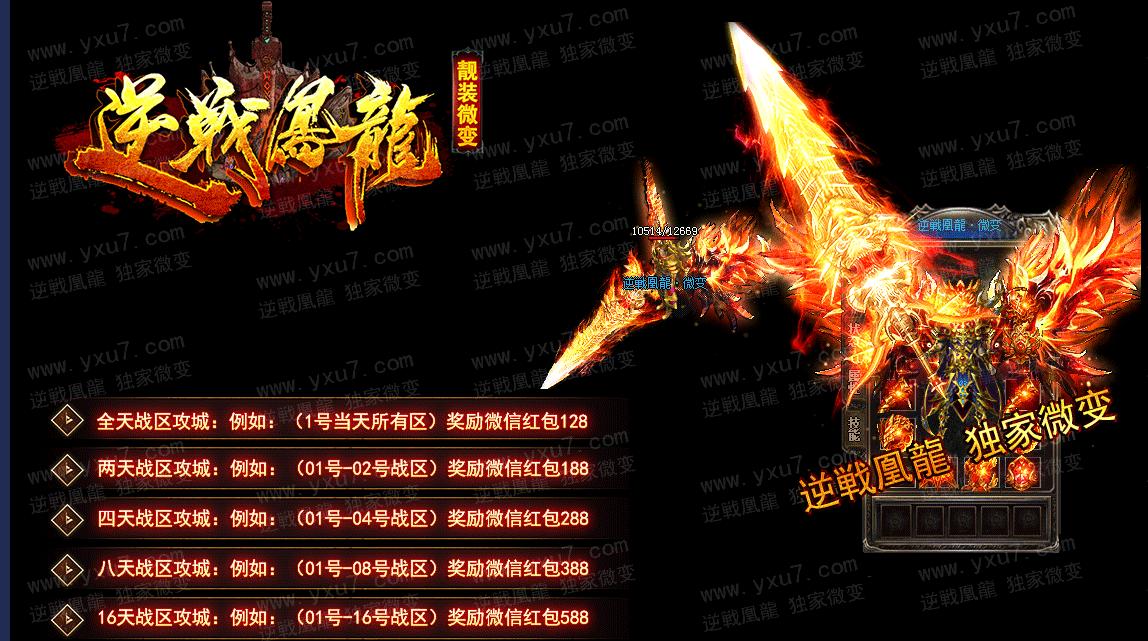 www.yxu7.com
逆戰凰龍 独家微变
逆戰鳳龍
靓装微变
10514/12669
逆戰凰龍·微变
逆戰凰龍·微变
属性
技能
逆戰凰龍 独家微变
全天战区攻城：例如：（1号当天所有区）奖励微信红包128
两天战区攻城：例如：（01号-02号战区）奖励微信红包188
四天战区攻城：例如：（01号-04号战区）奖励微信红包288
八天战区攻城：例如：（01号-08号战区）奖励微信红包388
16天战区攻城：例如：（01号-16号战区）奖励微信红包588